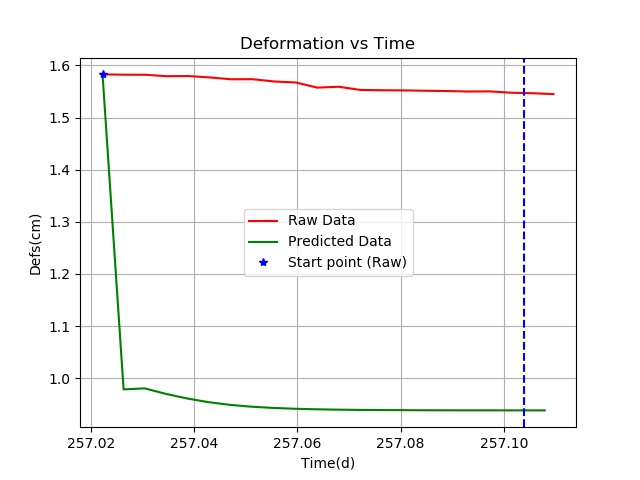 Deformation vs Time
1.6
1.5
1.4
1.3
1.2
1.1
1.0
Defs(cm)
Raw Data
Predicted Data
Start point (Raw)
257.02 257.04 257.06 257.08 257.10
Time(d)